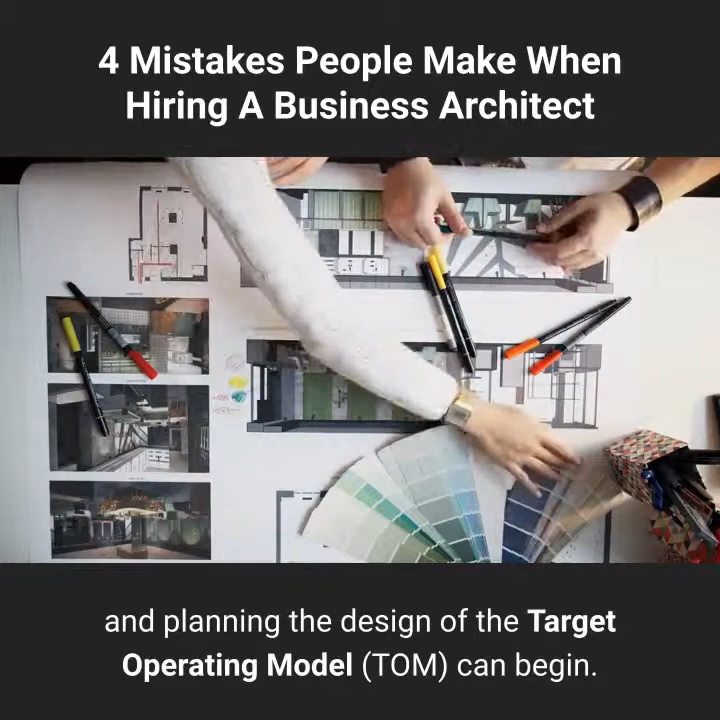 4 Mistakes People Make When
Hiring A Business Architect
and planning the design of the Target
Operating Model (TOM) can begin.